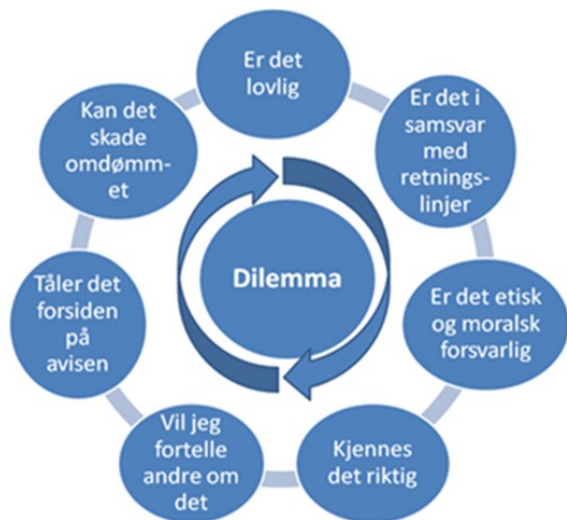 Er det
lovlig
Er det i
samsvar
med
retnings-
linjer
Er det etisk
og moralsk
forsvarlig
Kjennes
det riktig
Vil jeg
fortelle
andre om
det
Tåler det
forsiden
på
avisen
Kan det
skade
omdømm-
et
Dilemma